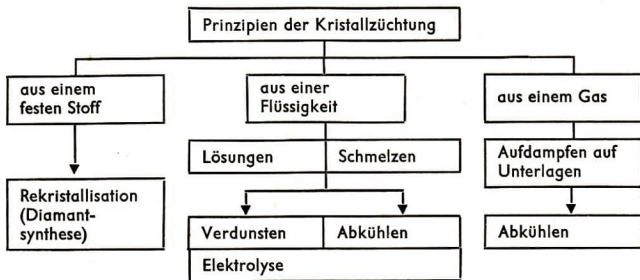 Prinzipien der Kristallzüchtung
aus einem
festen Stoff
aus einer
Flüssigkeit
aus einem Gas
Lösungen
Schmelzen
Aufdampfen auf
Unterlagen
Rekristallisation
(Diamant-
synthese)
Verdunsten
Abkühlen
Abkühlen
Elektrolyse